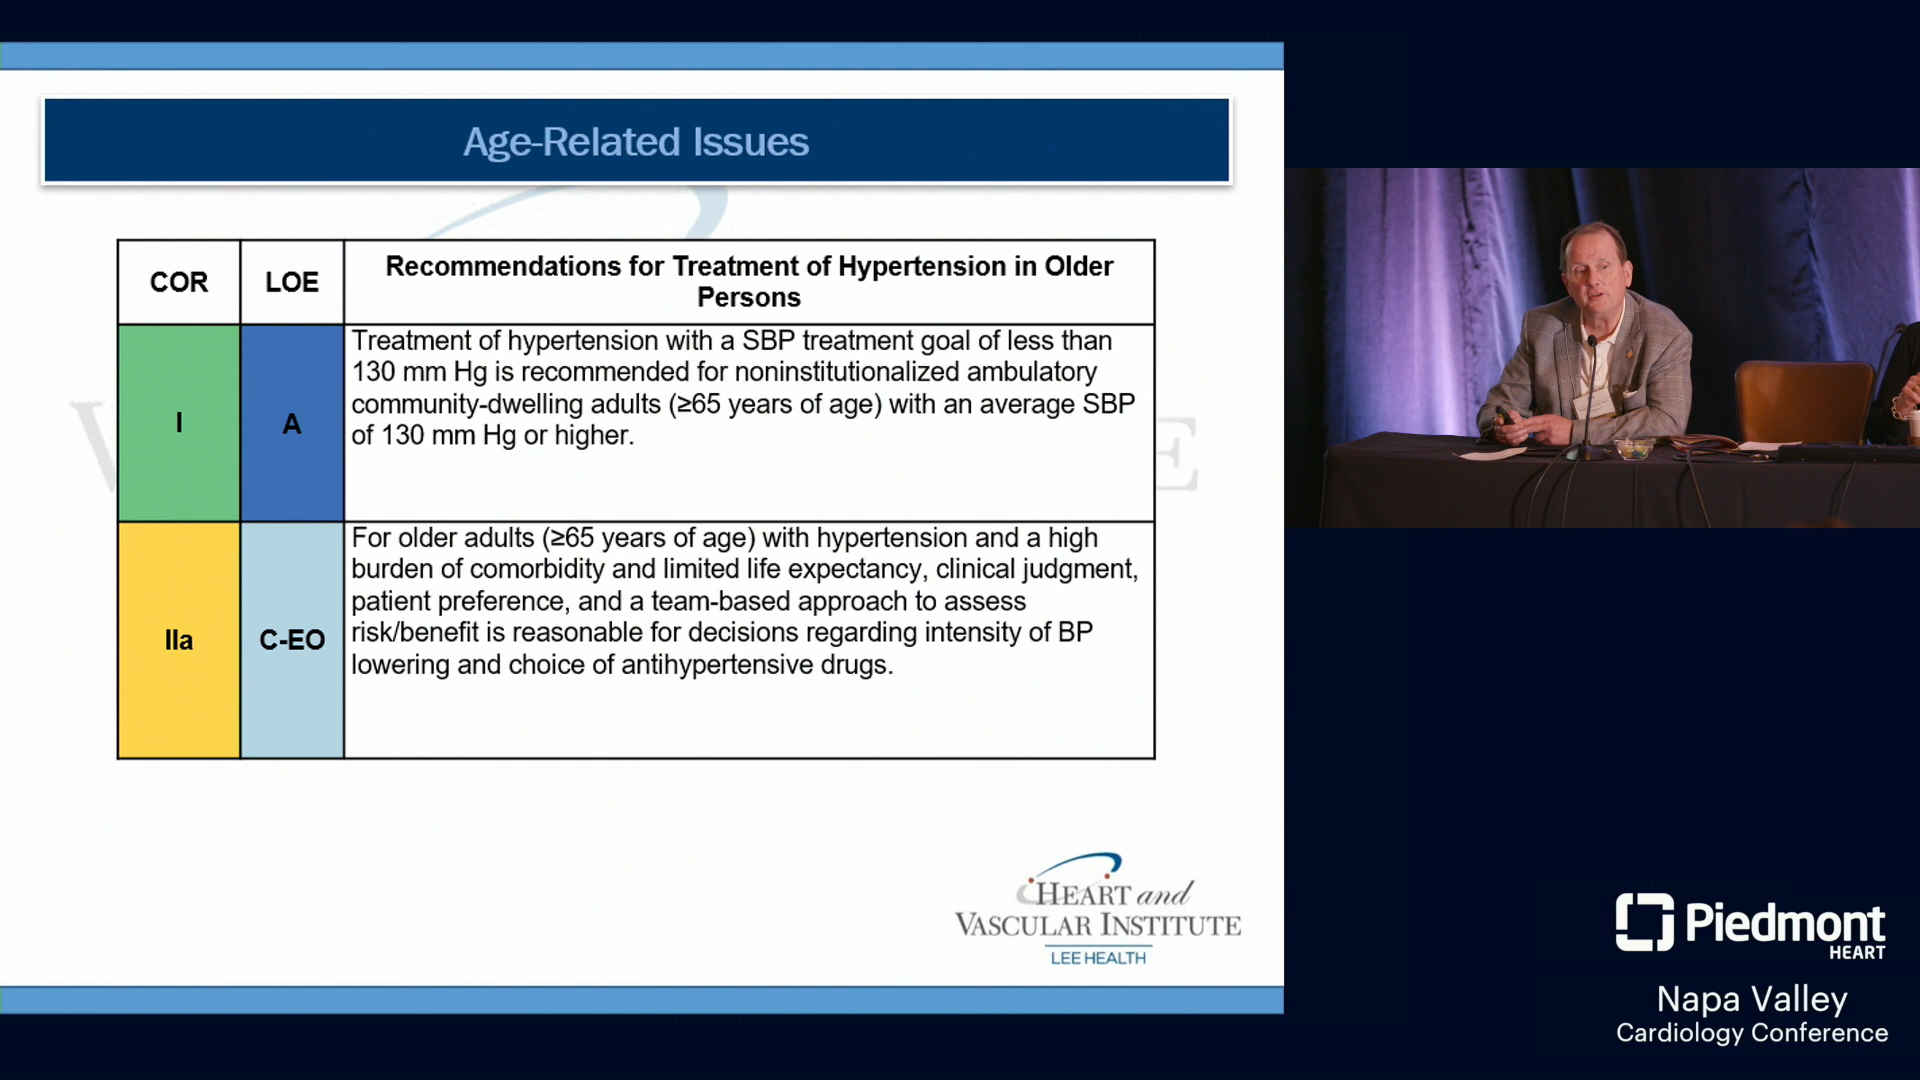 Age-Related Issues
COR
LOE
Recommendations for Treatment of Hypertension in Older
Persons
I
A
Treatment of hypertension with a SBP treatment goal of less than
130 mm Hg is recommended for noninstitutionalized ambulatory
community-dwelling adults (≥65 years of age) with an average SBP
of 130 mm Hg or higher.
IIa
C-EO
For older adults (≥65 years of age) with hypertension and a high
burden of comorbidity and limited life expectancy, clinical judgment,
patient preference, and a team-based approach to assess
risk/benefit is reasonable for decisions regarding intensity of BP
lowering and choice of antihypertensive drugs.
HEART and
VASCULAR INSTITUTE
LEE HEALTH
Piedmont
HEART
Napa Valley
Cardiology Conference